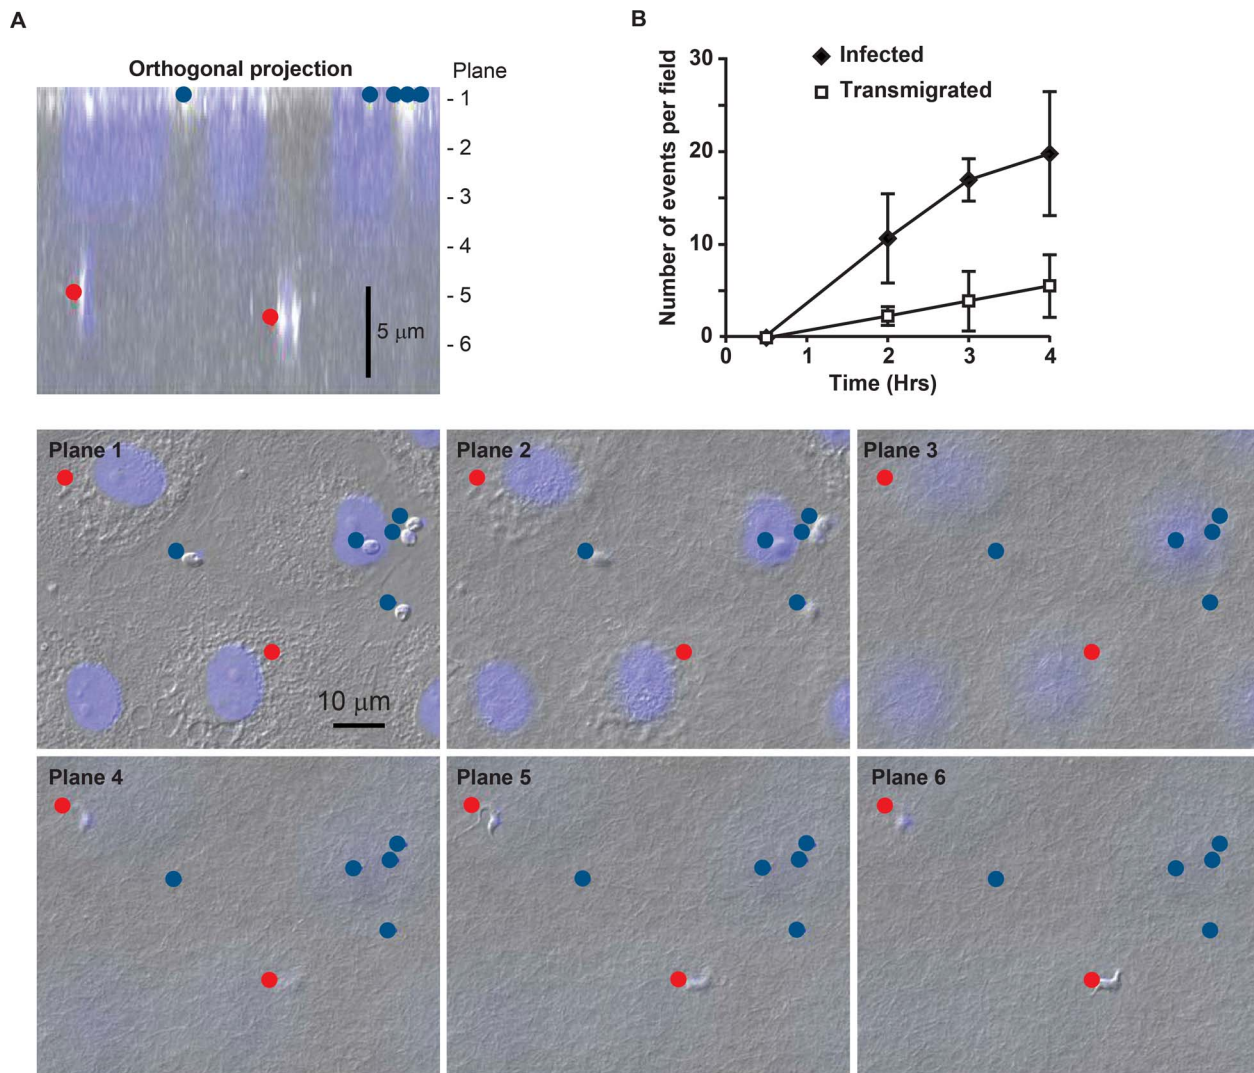 A
Orthogonal projection
Plane
- 1
- 2
- 3
- 4
- 5
- 6
5 μm
B
Infected
Transmigrated
Number of events per field
30
20
10
0
0 1 2 3 4
Time (Hrs)
Plane 1
Plane 2
Plane 3
10 μm
Plane 4
Plane 5
Plane 6